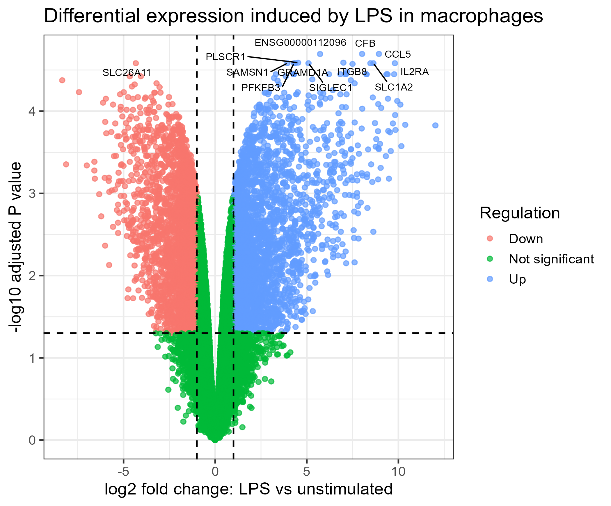 Differential expression induced by LPS in macrophages
ENSG00000112096
CFB
PLSCR1
CCL5
SLC26A11
SAMSN1
GRAMD1A
ITGB8
IL2RA
PFKFB3
SIGLEC1
SLC1A2
4
3
2
1
0
-log10 adjusted P value
-5
0
5
10
log2 fold change: LPS vs unstimulated
Regulation
Down
Not significant
Up